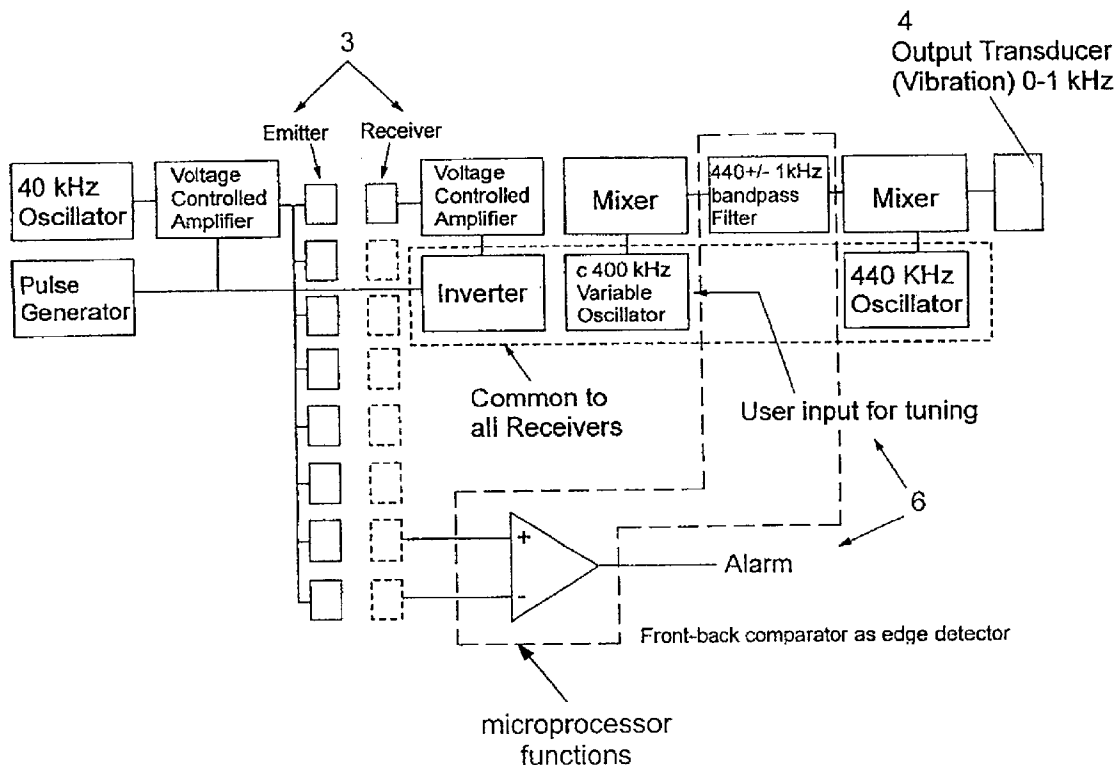 4
Output Transducer
(Vibration) 0-1 kHz
3
Emitter
Receiver
40 kHz
Oscillator
Voltage
Controlled
Amplifier
Voltage
Controlled
Amplifier
Mixer
440+/- 1kHz
bandpass
Filter
Mixer
Pulse
Generator
Inverter
c 400 kHz
Variable
Oscillator
440 KHz
Oscillator
Common to
all Receivers
User input for tuning
6
+
-
Alarm
Front-back comparator as edge detector
microprocessor
functions